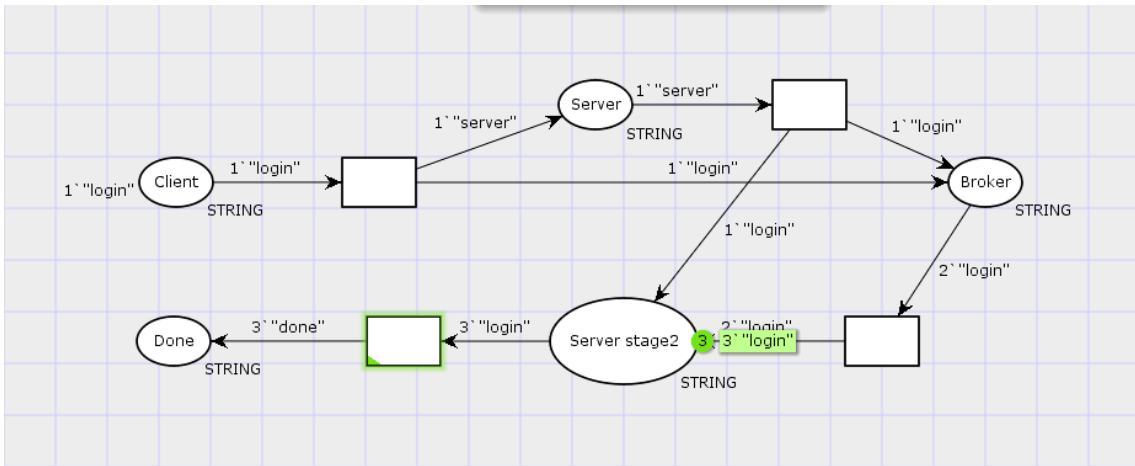 Server
1`"server"
STRING
1`"server"
1`"login"
1`"login"
Client
1`"login"
STRING
1`"login"
Broker
STRING
1`"login"
2`"login"
Done
3`"done"
STRING
3`"login"
Server stage2
3
2`"login"
3`"login"
STRING